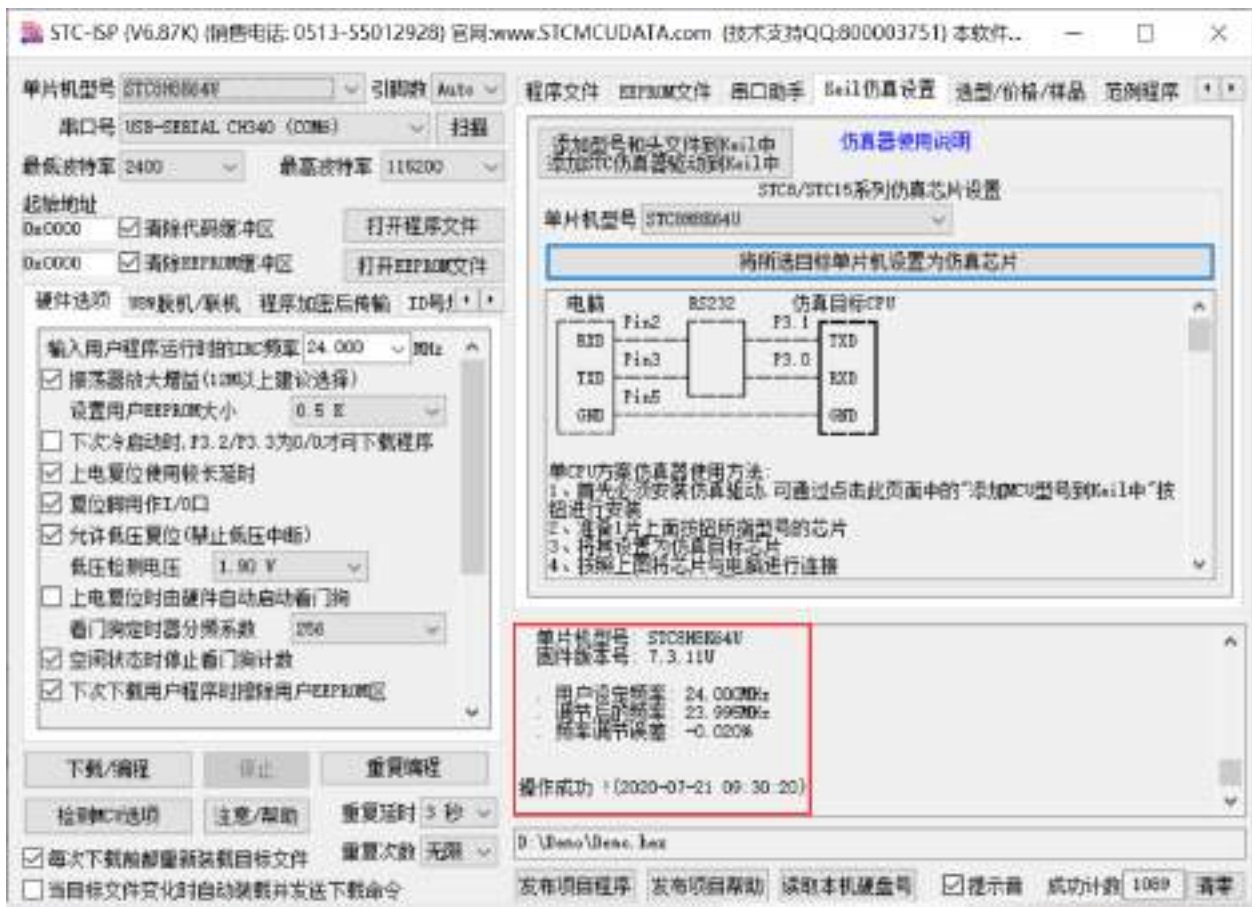 STC-ISP (V6.87K) (销售电话: 0513-55012928) 官网:www.STCMCUDATA.com (技术支持QQ:800003751) 本软件..
单片机型号 STC8H8K64U 引脚数 Auto
串口号 USB-SERIAL CH340 (COM6) 扫描
最低波特率 2400 最高波特率 115200
起始地址
0x0000 清除代码缓冲区 打开程序文件
0x0000 清除EEPROM缓冲区 打开EEPROM文件
硬件选项 U8W脱机/联机 程序加密后传输 ID号
输入用户程序运行时的IRC频率 24.000 MHz
振荡器放大增益(12M以上建议选择)
设置用户EEPROM大小 0.5 K
下次冷启动时,P3.2/P3.3为0/0才可下载程序
上电复位使用较长延时
复位脚用作I/O口
允许低压复位(禁止低压中断)
低压检测电压 1.90 V
上电复位时由硬件自动启动看门狗
看门狗定时器分频系数 256
空闲状态时停止看门狗计数
下次下载用户程序时擦除用户EEPROM区
下载/编程 停止 重复编程
检测MCU选项 注意/帮助 重复延时 3 秒
每次下载前都重新装载目标文件 重复次数 无限
当目标文件变化时自动装载并发送下载命令
程序文件 EEPROM文件 串口助手 Keil仿真设置 选型/价格/样品 范例程序
添加型号和头文件到Keil中
添加STC仿真器驱动到Keil中
仿真器使用说明
STC8/STC15系列仿真芯片设置
单片机型号 STC8H8K64U
将所选目标单片机设置为仿真芯片
电脑 RS232 仿真目标CPU
RXD Pin2 P3.1 TXD
TXD Pin3 P3.0 RXD
GND Pin5 GND
单CPU方案仿真器使用方法:
1、首先必须安装仿真驱动,可通过点击此页面中的"添加MCU型号到Keil中"按
钮进行安装
2、准备1片上面按钮所指型号的芯片
3、将其设置为仿真目标芯片
4、按照上图将芯片与电脑进行连接
单片机型号: STC8H8K64U
固件版本号: 7.3.11U
. 用户设定频率: 24.000MHz
. 调节后的频率: 23.995MHz
. 频率调节误差: -0.020%
操作成功 !(2020-07-21 09:30:20)
D:\Demo\Demo.hex
发布项目程序 发布项目帮助 读取本机硬盘号 提示音 成功计数 1089 清零